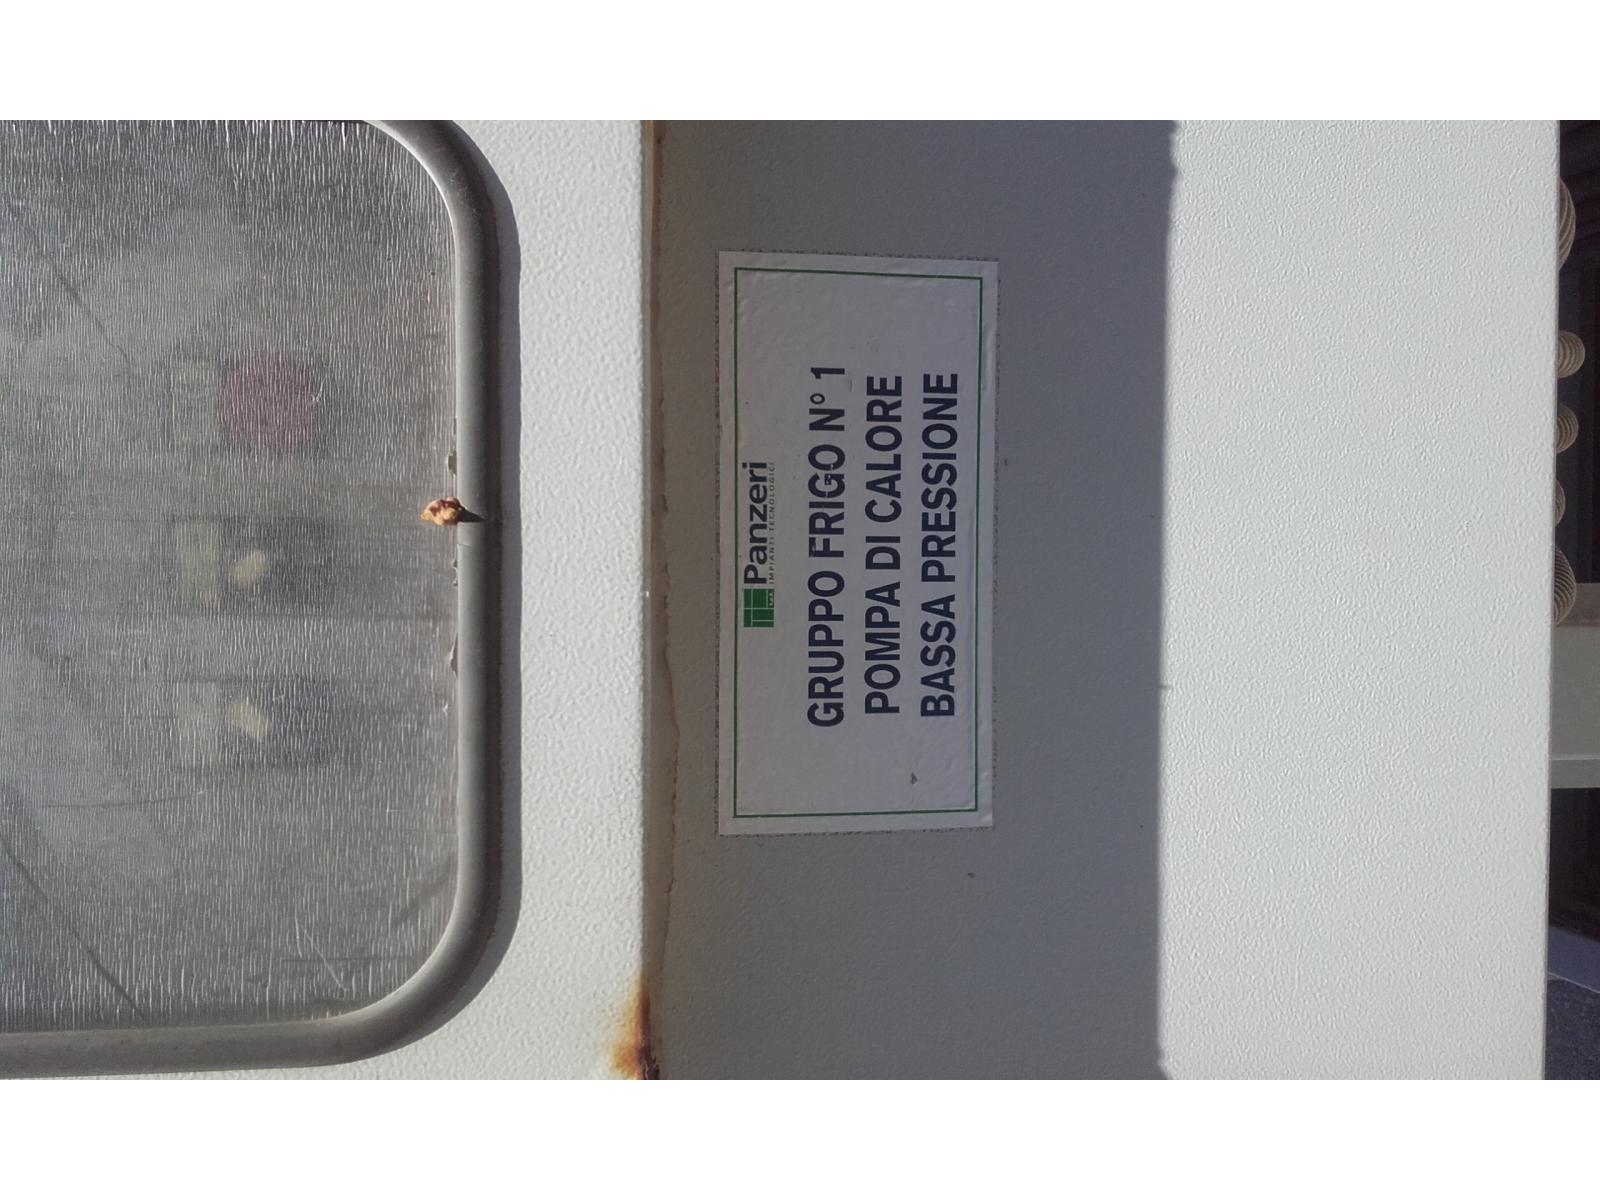 Panzeri
IMPIANTI TECNOLOGICI
GRUPPO FRIGO N° 1
POMPA DI CALORE
BASSA PRESSIONE